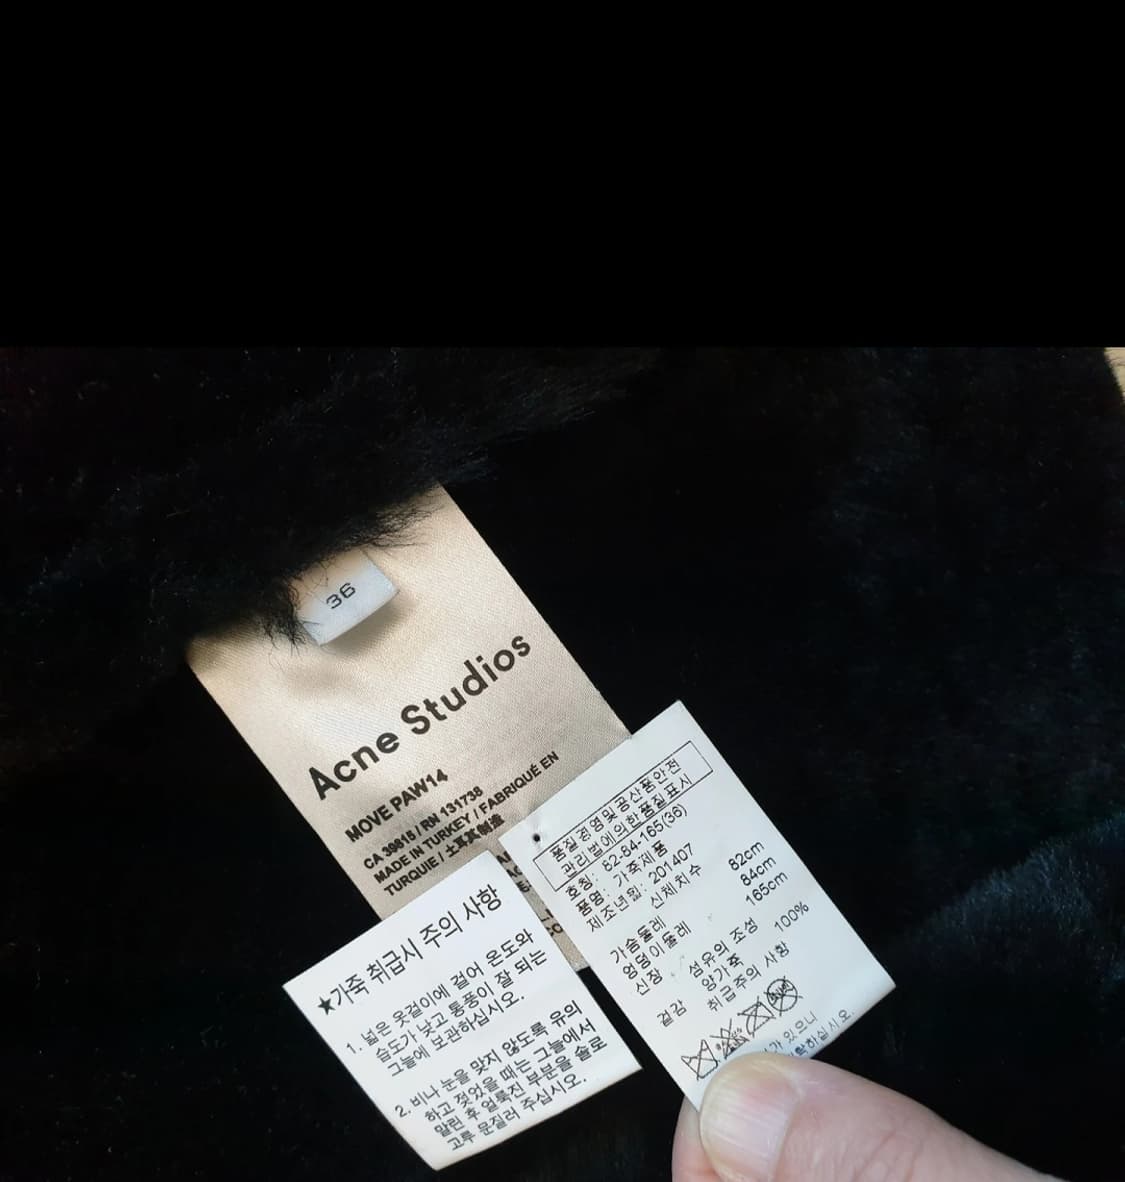 36
Acne Studios
MOVE PAW14
CA 39815 / RN 131738
MADE IN TURKEY / FABRIQUÉ EN
TURQUIE / 土耳其制造
★가죽 취급시 주의 사항
1. 넓은 옷걸이에 걸어 온도와
습도가 낮고 통풍이 잘 되는
그늘에 보관하십시오.
2. 비나 눈을 맞지 않도록 유의
하고 젖었을 때는 그늘에서
말린 후 얼룩진 부분을 솔로
고루 문질러 주십시오.
품질경영및공산품안전
관리법에의한품질표시
호칭: 82-84-165(36)
품명: 가죽제품
제조년월: 201407
신체치수
가슴둘레 82cm
엉덩이둘레 84cm
신장 165cm
섬유의 조성
겉감 양가죽 100%
취급주의 사항
가 있으니
하십시오.